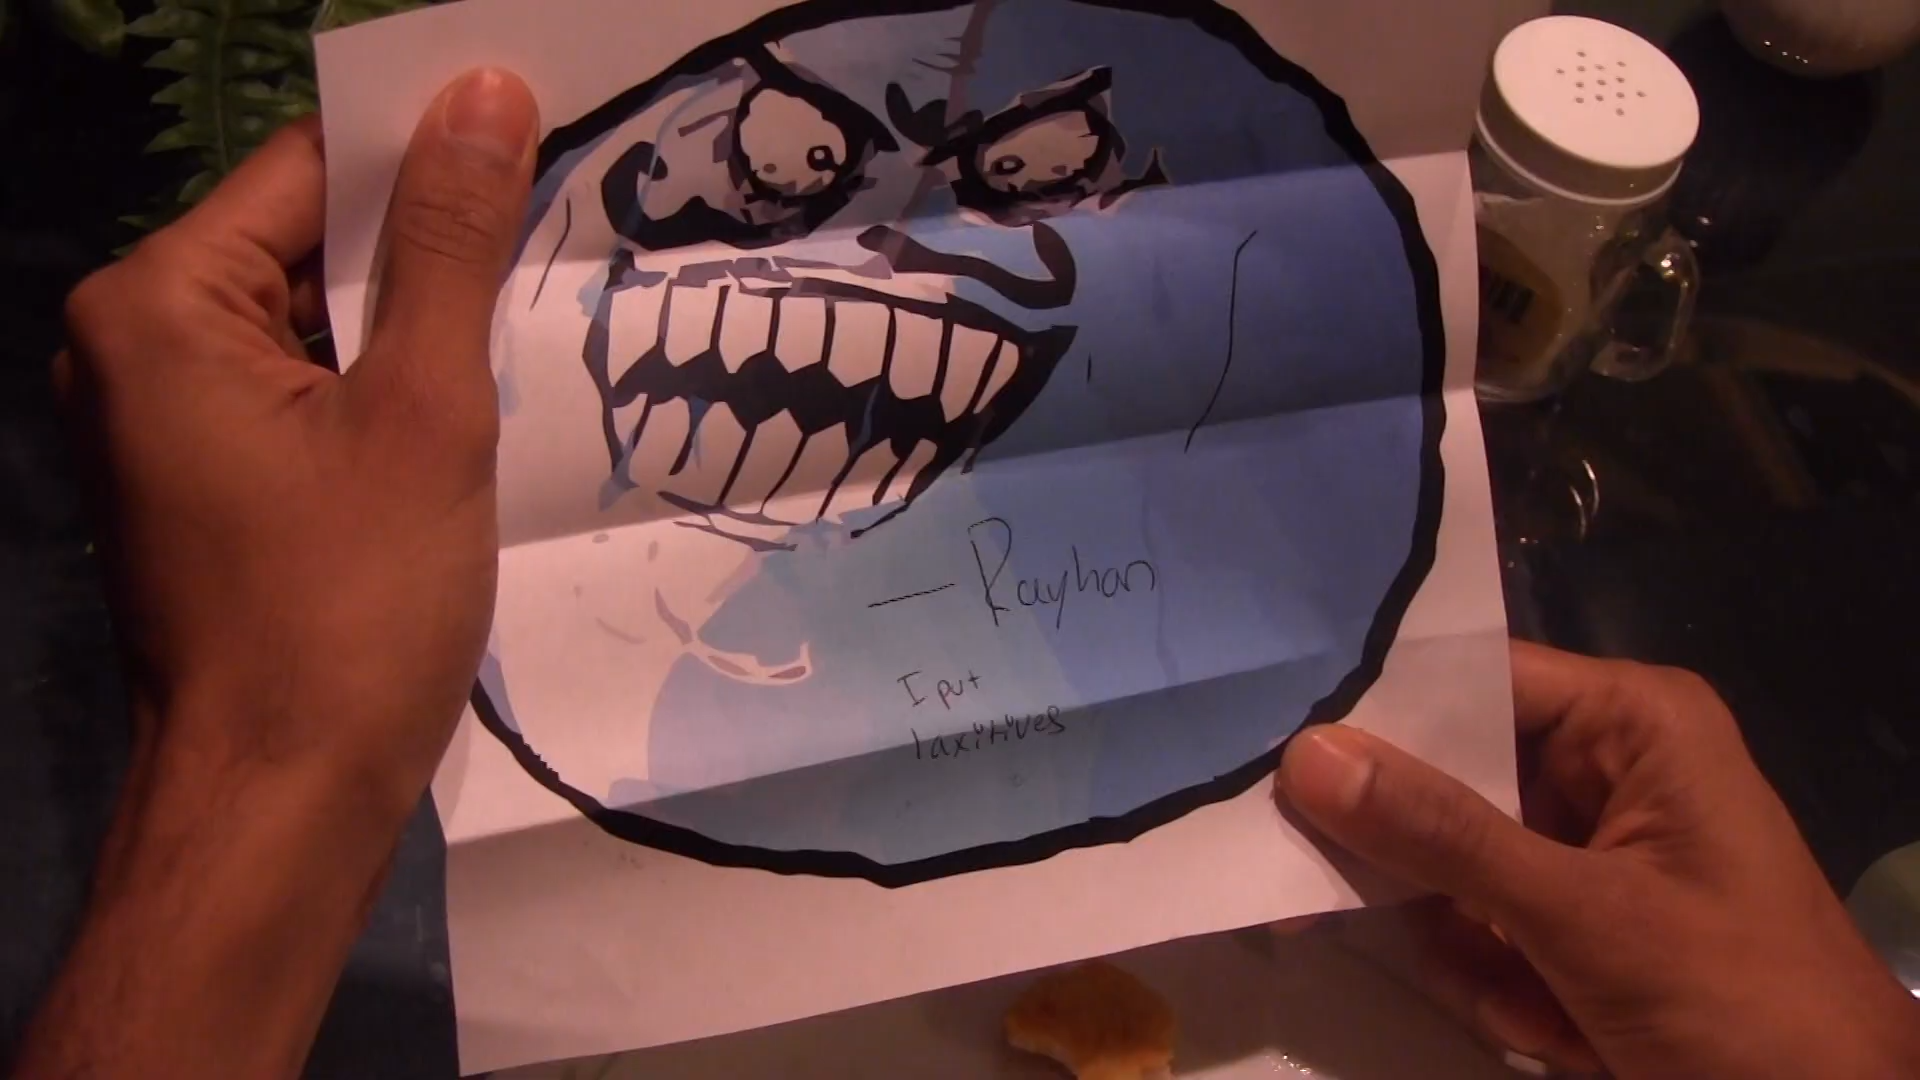 — Rayhan
I put
laxitives